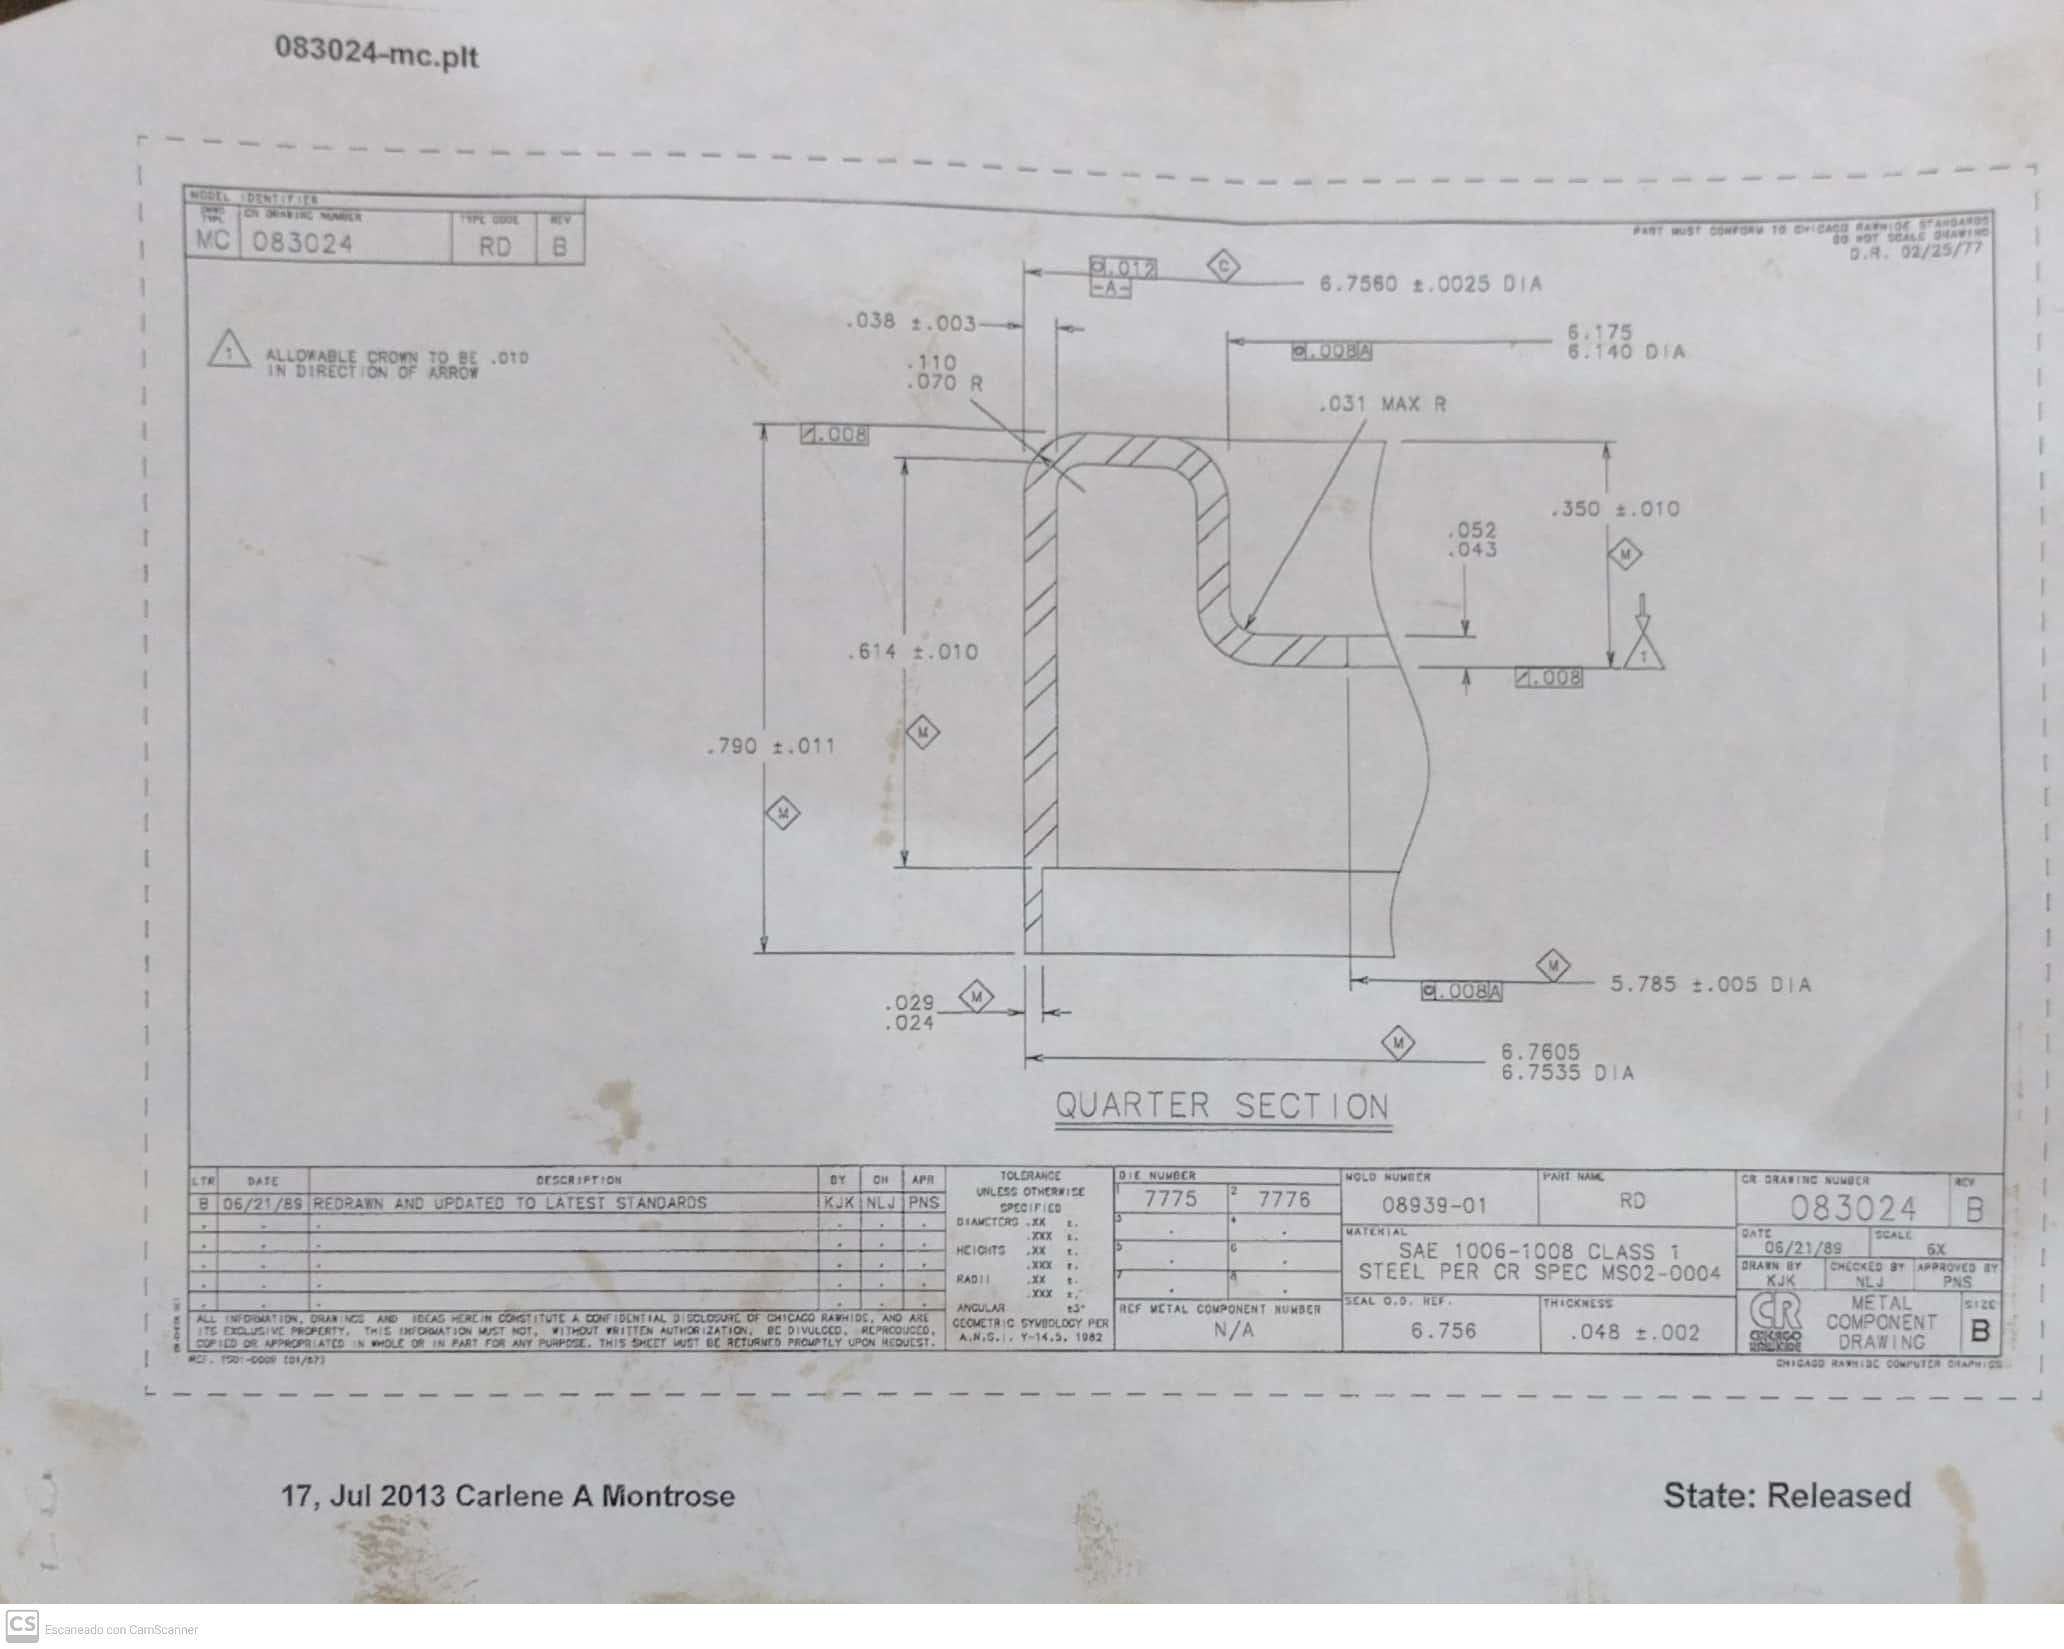 083024-mc.plt
MODEL IDENTIFIER
DWNG TYPE CR DRAWING NUMBER TYPE CODE REV
MC 083024 RD B
PART MUST CONFORM TO CHICAGO RAWHIDE STANDARDS
DO NOT SCALE DRAWING
D.R. 02/25/77
1 ALLOWABLE CROWN TO BE .010
IN DIRECTION OF ARROW
.012 C
-A-
6.7560 ±.0025 DIA
.038 ±.003
6.175
6.140 DIA
.008 A
.110
.070 R
.031 MAX R
.008
.350 ±.010
M
.052
.043
1
.614 ±.010
.008
M
.790 ±.011
M
M
5.785 ±.005 DIA
.008 A
.029
.024
M
M
6.7605
6.7535 DIA
QUARTER SECTION
LTR DATE DESCRIPTION BY CH APR
B 06/21/89 REDRAWN AND UPDATED TO LATEST STANDARDS KJK NLJ PNS
TOLERANCE
UNLESS OTHERWISE
SPECIFIED
DIAMETERS .XX ±.
.XXX ±.
HEIGHTS .XX ±.
.XXX ±.
RADII .XX ±.
.XXX ±.
ANGULAR ±3°
GEOMETRIC SYMBOLOGY PER
A.N.S.I. Y-14.5, 1982
DIE NUMBER
1 7775 2 7776
3 4
5 6
7 8
REF METAL COMPONENT NUMBER
N/A
MOLD NUMBER
08939-01
PART NAME
RD
MATERIAL
SAE 1006-1008 CLASS 1
STEEL PER CR SPEC MS02-0004
SEAL O.D. REF.
6.756
THICKNESS
.048 ±.002
CR DRAWING NUMBER REV
083024 B
DATE SCALE
06/21/89 6X
DRAWN BY CHECKED BY APPROVED BY
KJK NLJ PNS
CR
CHICAGO
RAWHIDE
METAL
COMPONENT
DRAWING
SIZE
B
ALL INFORMATION, DRAWINGS AND IDEAS HEREIN CONSTITUTE A CONFIDENTIAL DISCLOSURE OF CHICAGO RAWHIDE, AND ARE
ITS EXCLUSIVE PROPERTY. THIS INFORMATION MUST NOT, WITHOUT WRITTEN AUTHORIZATION, BE DIVULGED, REPRODUCED,
COPIED OR APPROPRIATED IN WHOLE OR IN PART FOR ANY PURPOSE. THIS SHEET MUST BE RETURNED PROMPTLY UPON REQUEST.
CHICAGO RAWHIDE COMPUTER GRAPHICS
17, Jul 2013 Carlene A Montrose
State: Released
CS Escaneado con CamScanner